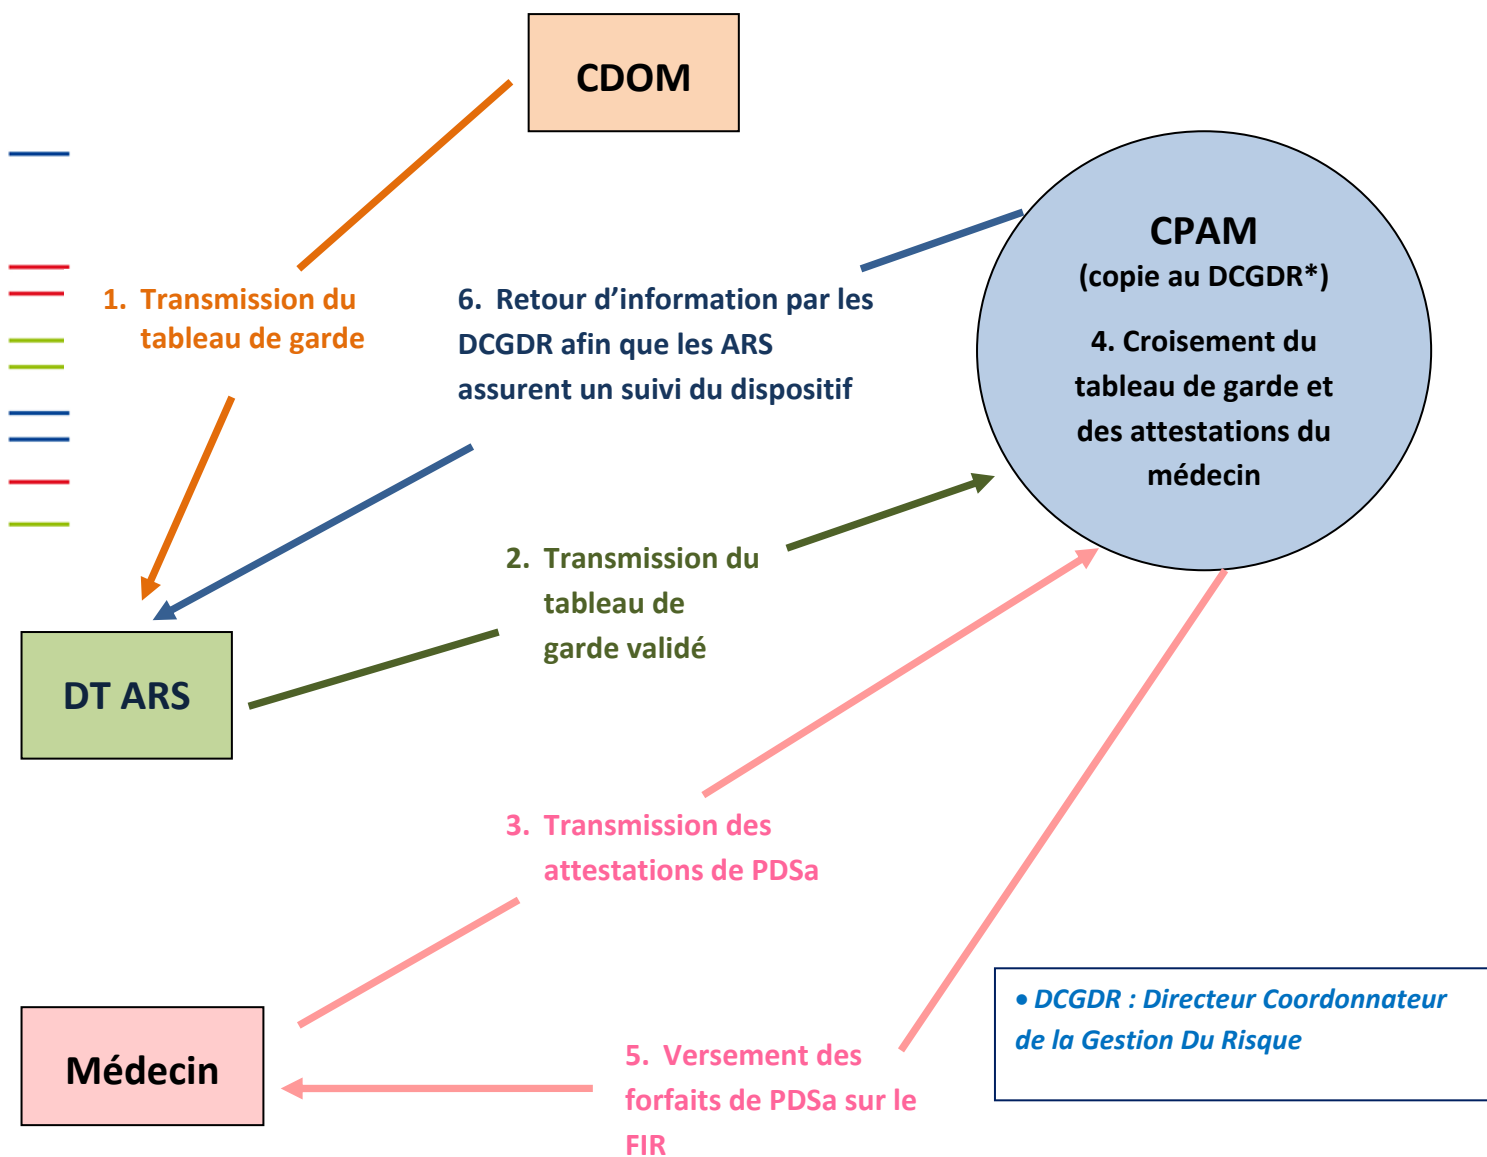 CDOM
CPAM
(copie au DCGDR*)
4. Croisement du
tableau de garde et
des attestations du
médecin
1. Transmission du
tableau de garde
6. Retour d’information par les
DCGDR afin que les ARS
assurent un suivi du dispositif
2. Transmission du
tableau de
garde validé
DT ARS
3. Transmission des
attestations de PDSa
Médecin
5. Versement des
forfaits de PDSa sur le
FIR
• DCGDR : Directeur Coordonnateur
de la Gestion Du Risque